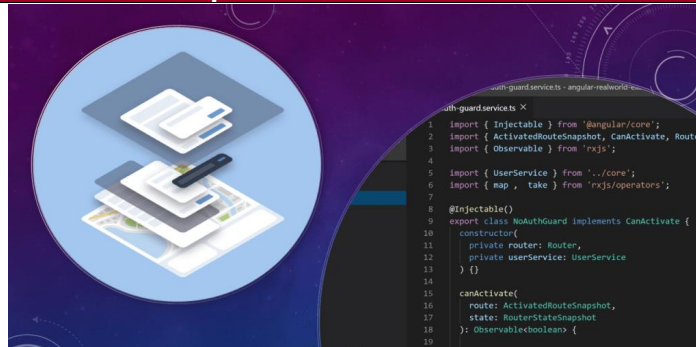 auth-guard.service.ts - angular-realworld-e
uth-guard.service.ts ×
1 import { Injectable } from '@angular/core';
2 import { ActivatedRouteSnapshot, CanActivate, Route
3 import { Observable } from 'rxjs';
4
5 import { UserService } from '../core';
6 import { map , take } from 'rxjs/operators';
7
8 @Injectable()
9 export class NoAuthGuard implements CanActivate {
10 constructor(
11 private router: Router,
12 private userService: UserService
13 ) {}
14
15 canActivate(
16 route: ActivatedRouteSnapshot,
17 state: RouterStateSnapshot
18 ): Observable<boolean> {
19